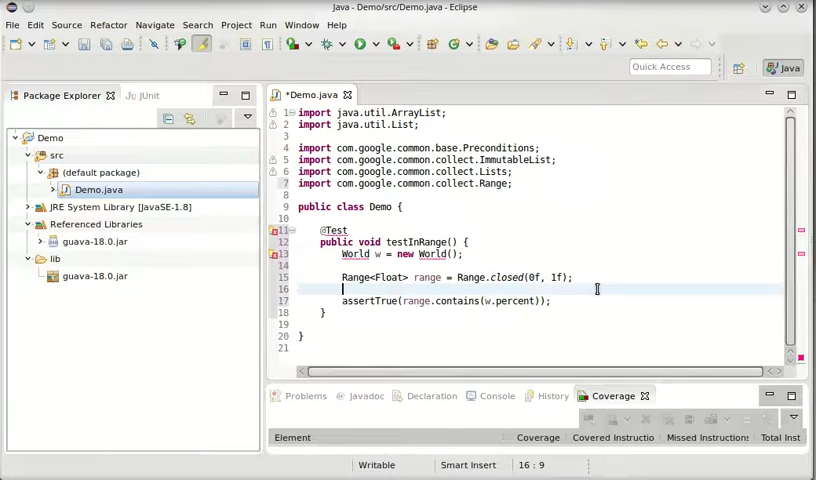 Java - Demo/src/Demo.java - Eclipse
File Edit Source Refactor Navigate Search Project Run Window Help
Quick Access
Java
Package Explorer
JUnit
Demo
src
(default package)
Demo.java
JRE System Library [JavaSE-1.8]
Referenced Libraries
guava-18.0.jar
lib
guava-18.0.jar
*Demo.java
1 import java.util.ArrayList;
2 import java.util.List;
3
4 import com.google.common.base.Preconditions;
5 import com.google.common.collect.ImmutableList;
6 import com.google.common.collect.Lists;
7 import com.google.common.collect.Range;
8
9 public class Demo {
10
11 @Test
12 public void testInRange() {
13 World w = new World();
14
15 Range<Float> range = Range.closed(0f, 1f);
16
17 assertTrue(range.contains(w.percent));
18 }
19
20 }
21
Problems Javadoc Declaration Console History Coverage
Element Coverage Covered Instructio Missed Instructions Total Inst
Writable Smart Insert 16 : 9